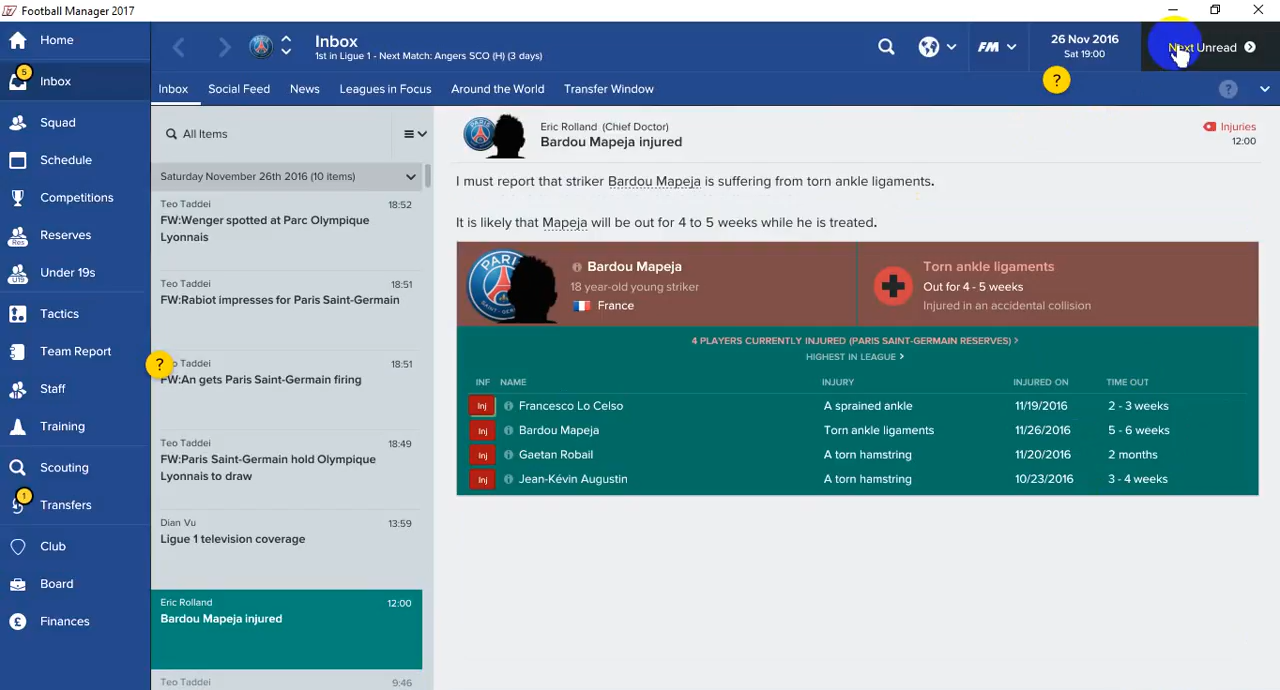 Football Manager 2017
Home
Inbox
1st in Ligue 1 - Next Match: Angers SCO (H) (3 days)
FM
26 Nov 2016
Sat 19:00
Next Unread
5
Inbox
Inbox
Social Feed
News
Leagues in Focus
Around the World
Transfer Window
?
?
Squad
Schedule
Competitions
Res
Reserves
U19
Under 19s
Tactics
Team Report
?
Staff
Training
Scouting
1
Transfers
Club
Board
£
Finances
All Items
Saturday November 26th 2016 (10 items)
Teo Taddei
18:52
FW:Wenger spotted at Parc Olympique
Lyonnais
Teo Taddei
18:51
FW:Rabiot impresses for Paris Saint-Germain
o Taddei
18:51
FW:An gets Paris Saint-Germain firing
Teo Taddei
18:49
FW:Paris Saint-Germain hold Olympique
Lyonnais to draw
Dian Vu
13:59
Ligue 1 television coverage
Eric Rolland
12:00
Bardou Mapeja injured
Teo Taddei
9:46
Eric Rolland (Chief Doctor)
Bardou Mapeja injured
Injuries
12:00
I must report that striker Bardou Mapeja is suffering from torn ankle ligaments.
It is likely that Mapeja will be out for 4 to 5 weeks while he is treated.
PARIS
Bardou Mapeja
18 year-old young striker
France
Torn ankle ligaments
Out for 4 - 5 weeks
Injured in an accidental collision
4 PLAYERS CURRENTLY INJURED (PARIS SAINT-GERMAIN RESERVES) >
HIGHEST IN LEAGUE >
INF NAME INJURY INJURED ON TIME OUT
Inj Francesco Lo Celso A sprained ankle 11/19/2016 2 - 3 weeks
Inj Bardou Mapeja Torn ankle ligaments 11/26/2016 5 - 6 weeks
Inj Gaetan Robail A torn hamstring 11/20/2016 2 months
Inj Jean-Kévin Augustin A torn hamstring 10/23/2016 3 - 4 weeks